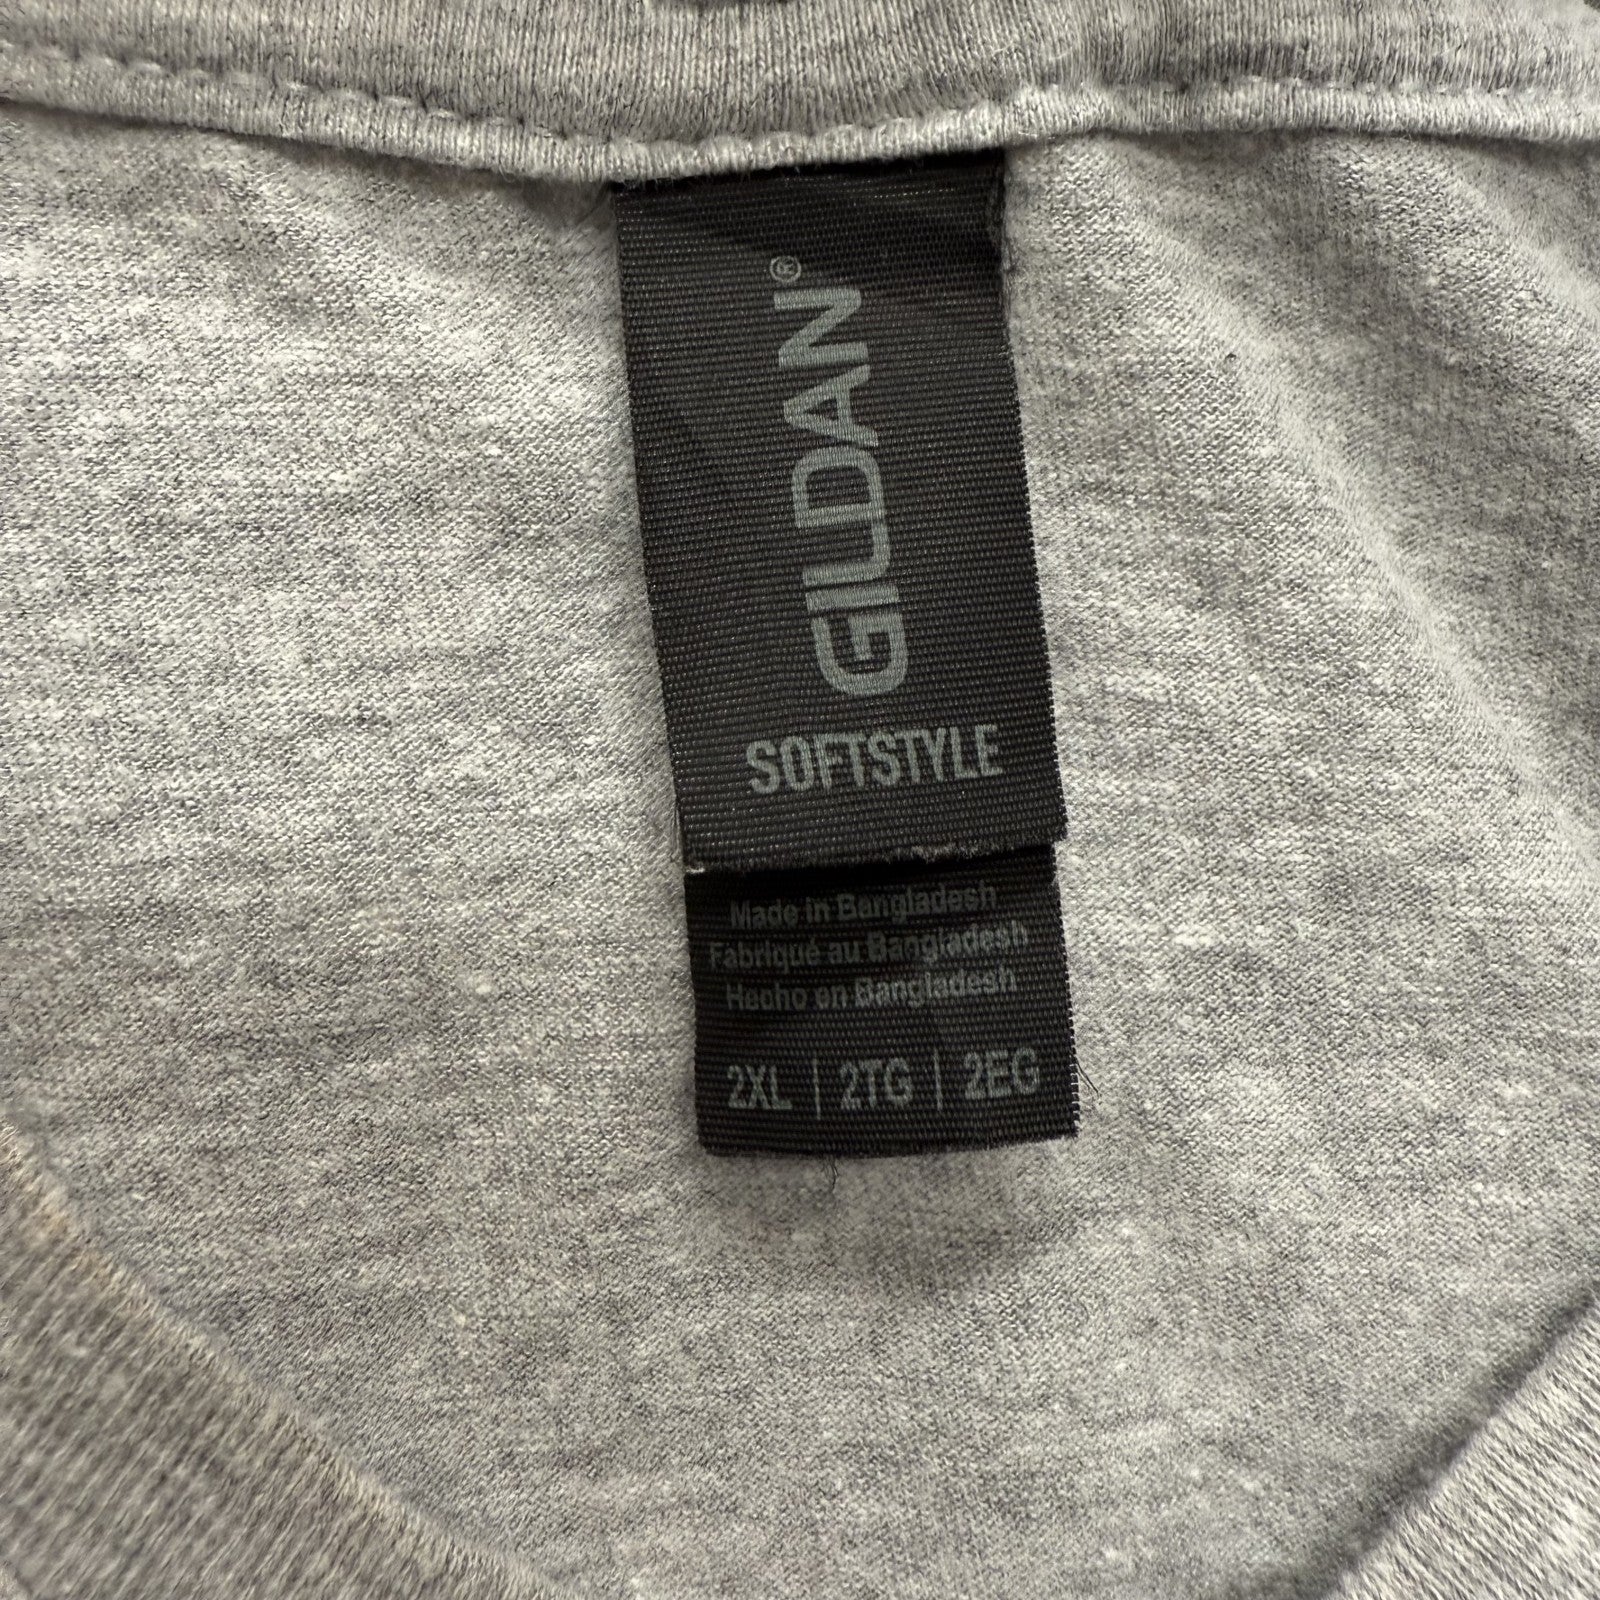 GILDAN®
SOFTSTYLE
Made in Bangladesh
Fabriqué au Bangladesh
Hecho en Bangladesh
2XL | 2TG | 2EG